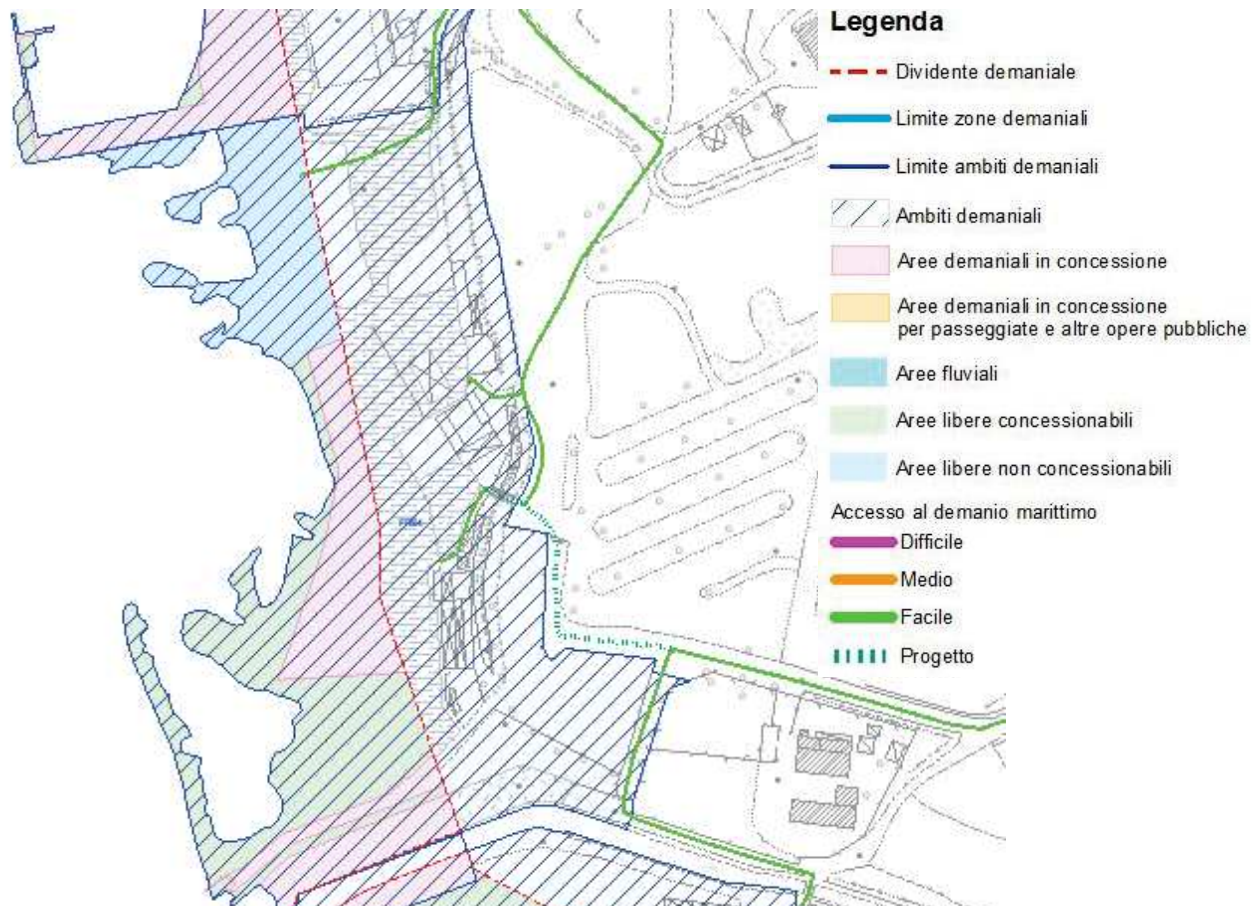 Legenda
Dividente demaniale
Limite zone demaniali
Limite ambiti demaniali
Ambiti demaniali
Aree demaniali in concessione
Aree demaniali in concessione
per passeggiate e altre opere pubbliche
Aree fluviali
Aree libere concessionabili
Aree libere non concessionabili
Accesso al demanio marittimo
Difficile
Medio
Facile
Progetto